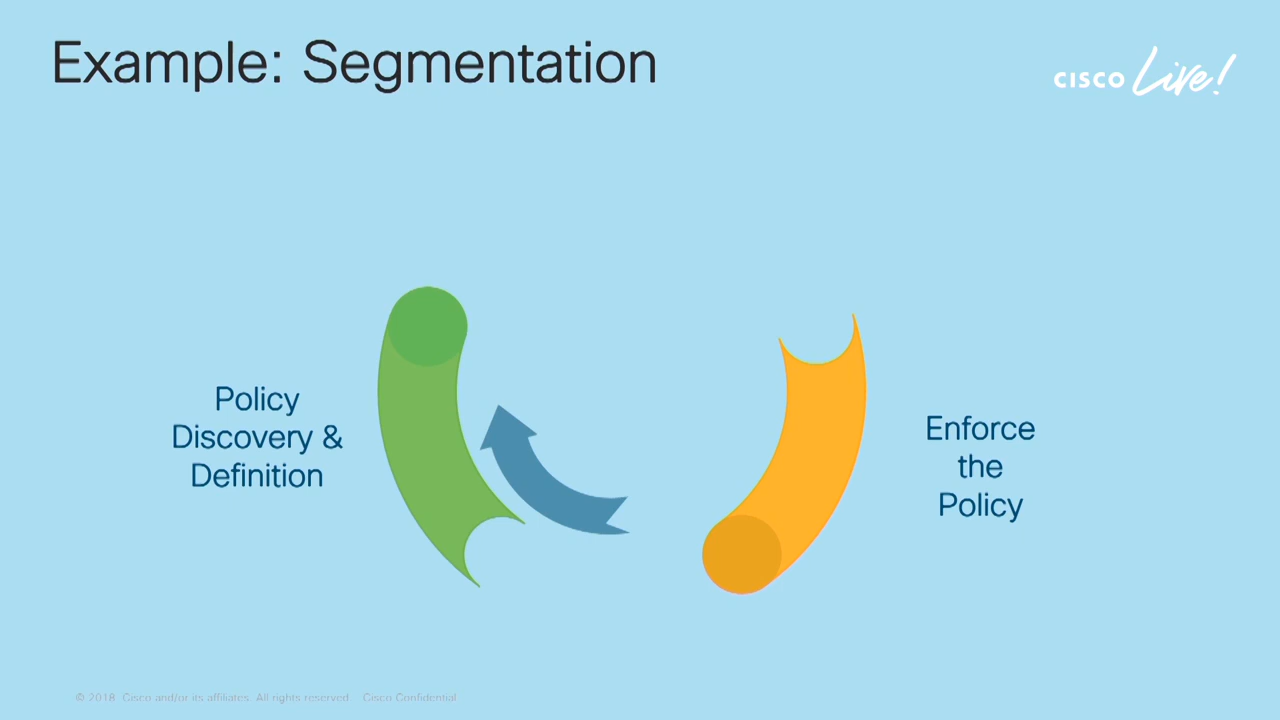 Example: Segmentation
CISCO Live!
Policy
Discovery &
Definition
Enforce
the
Policy
© 2018 Cisco and/or its affiliates. All rights reserved. Cisco Confidential